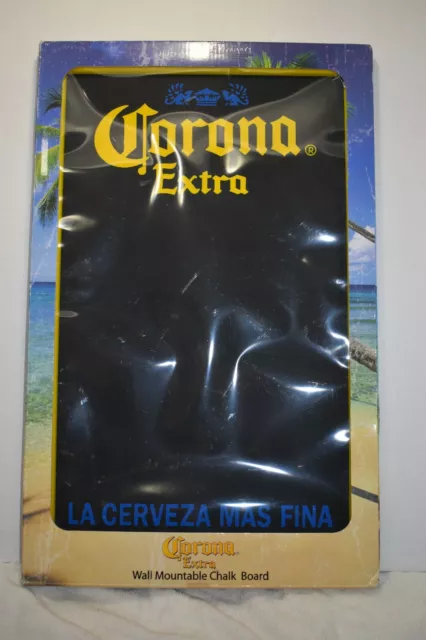 Corona®
Extra
LA CERVEZA MAS FINA
Corona
Extra
Wall Mountable Chalk Board